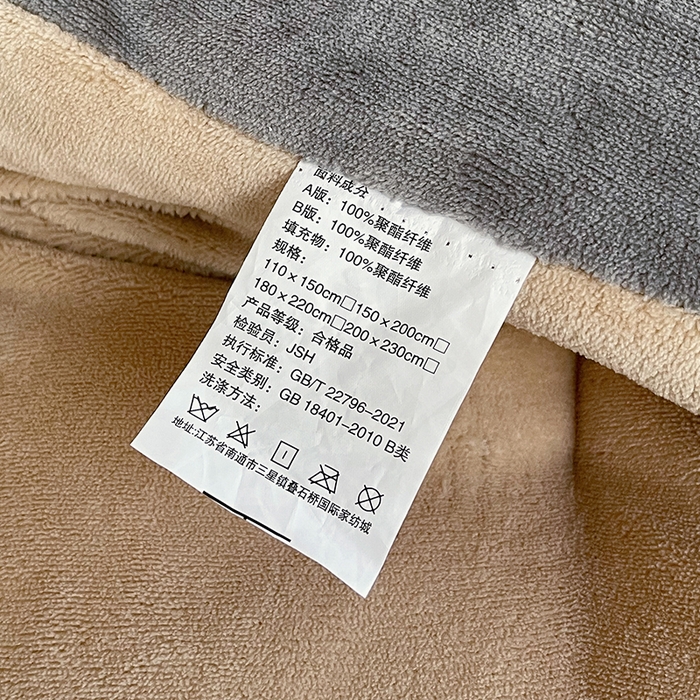 面料成分
A版：100%聚酯纤维
B版：100%聚酯纤维
填充物：100%聚酯纤维
规格：
110×150cm□150×200cm□
180×220cm□200×230cm□
产品等级：合格品
检验员：JSH
执行标准：GB/T 22796-2021
安全类别：GB 18401-2010 B类
洗涤方法：
地址:江苏省南通市三星镇叠石桥国际家纺城